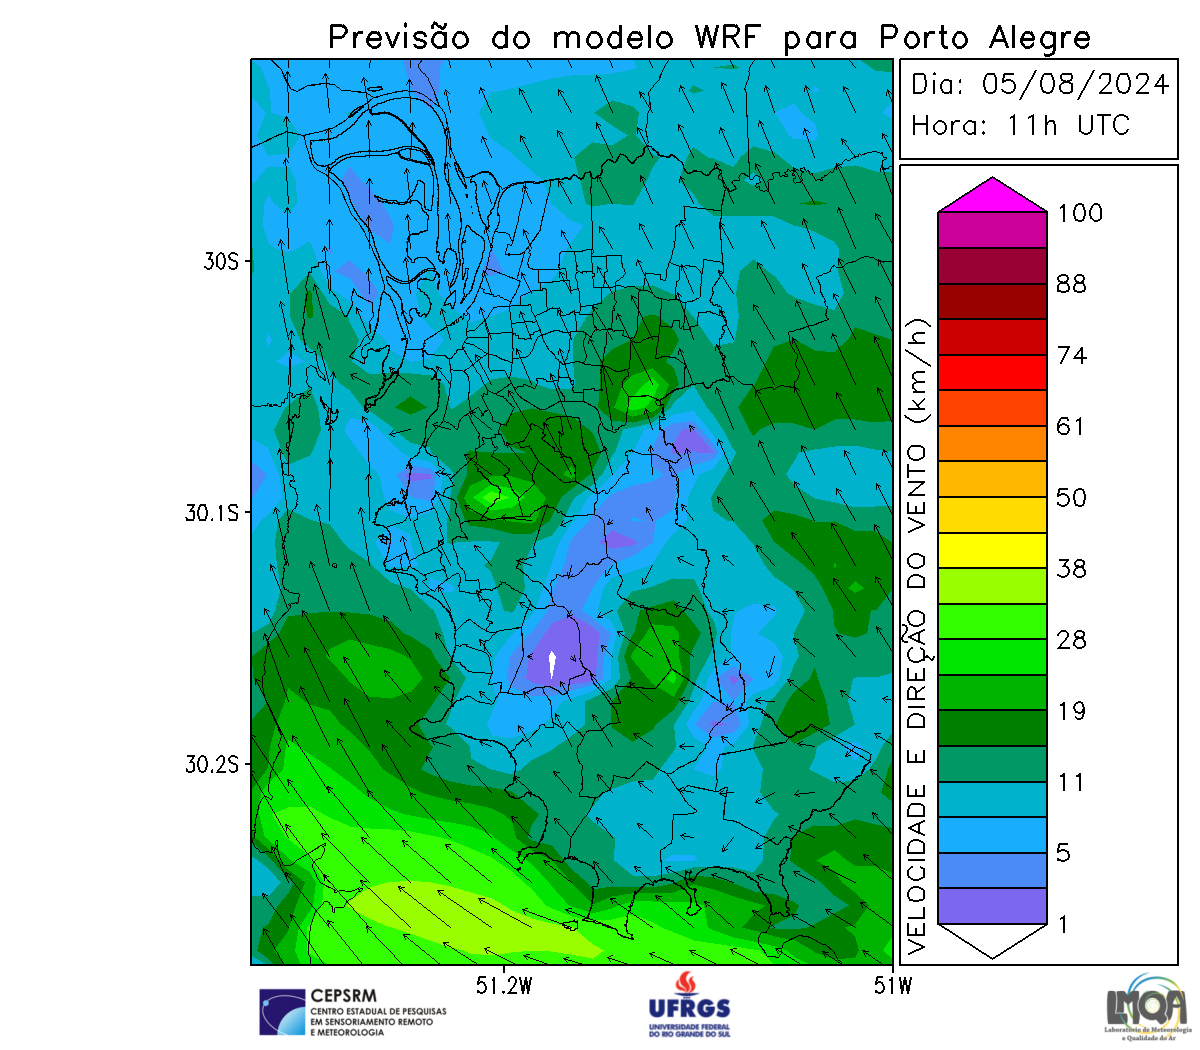 Previsão do modelo WRF para Porto Alegre
Dia: 05/08/2024
Hora: 11h UTC
30S
30.1S
30.2S
51.2W
51W
VELOCIDADE E DIREÇÃO DO VENTO (km/h)
100
88
74
61
50
38
28
19
11
5
1
CEPSRM
CENTRO ESTADUAL DE PESQUISAS
EM SENSORIAMENTO REMOTO
E METEOROLOGIA
UFRGS
UNIVERSIDADE FEDERAL
DO RIO GRANDE DO SUL
LMQA
Laboratório de Meteorologia
e Qualidade do Ar